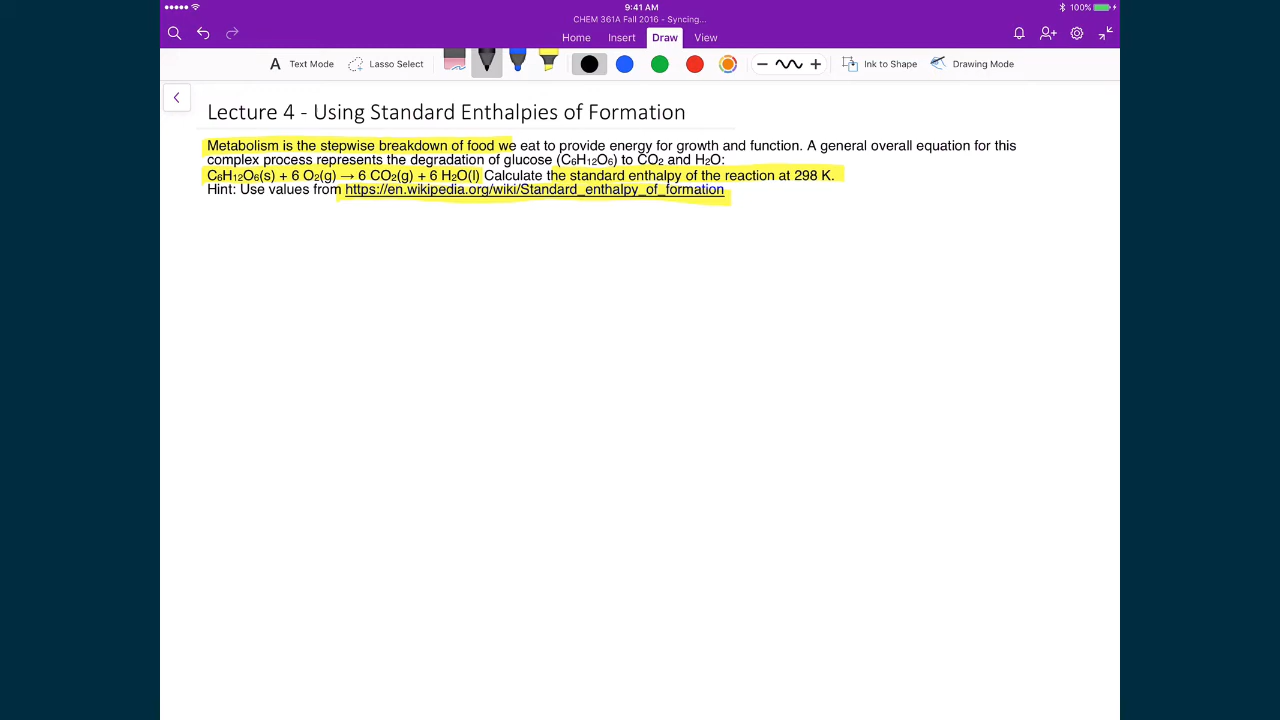 9:41 AM
100%
CHEM 361A Fall 2016 - Syncing...
Home Insert Draw View
A Text Mode Lasso Select Ink to Shape Drawing Mode
Lecture 4 - Using Standard Enthalpies of Formation
Metabolism is the stepwise breakdown of food we eat to provide energy for growth and function. A general overall equation for this
complex process represents the degradation of glucose (C₆H₁₂O₆) to CO₂ and H₂O:
C₆H₁₂O₆(s) + 6 O₂(g) → 6 CO₂(g) + 6 H₂O(l) Calculate the standard enthalpy of the reaction at 298 K.
Hint: Use values from https://en.wikipedia.org/wiki/Standard_enthalpy_of_formation